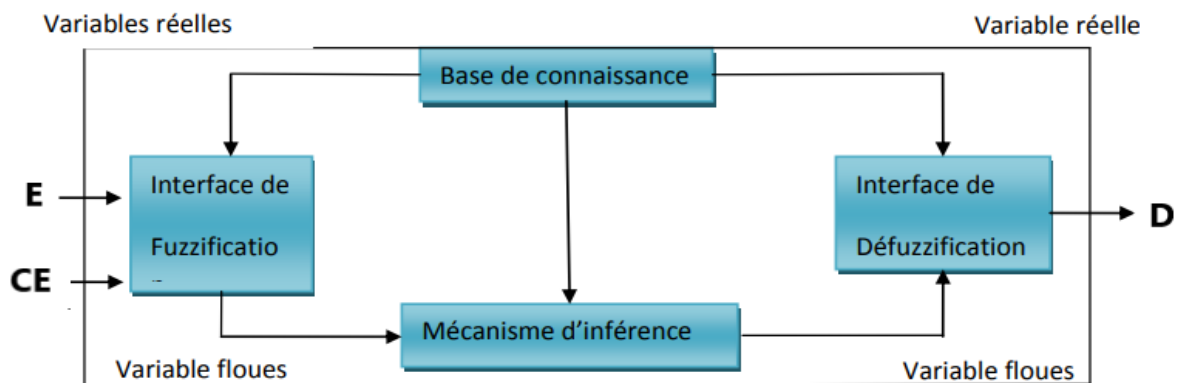 Variables réelles
Variable réelle
Base de connaissance
E
Interface de
Fuzzificatio
CE
Interface de
Défuzzification
D
Mécanisme d’inférence
Variable floues
Variable floues